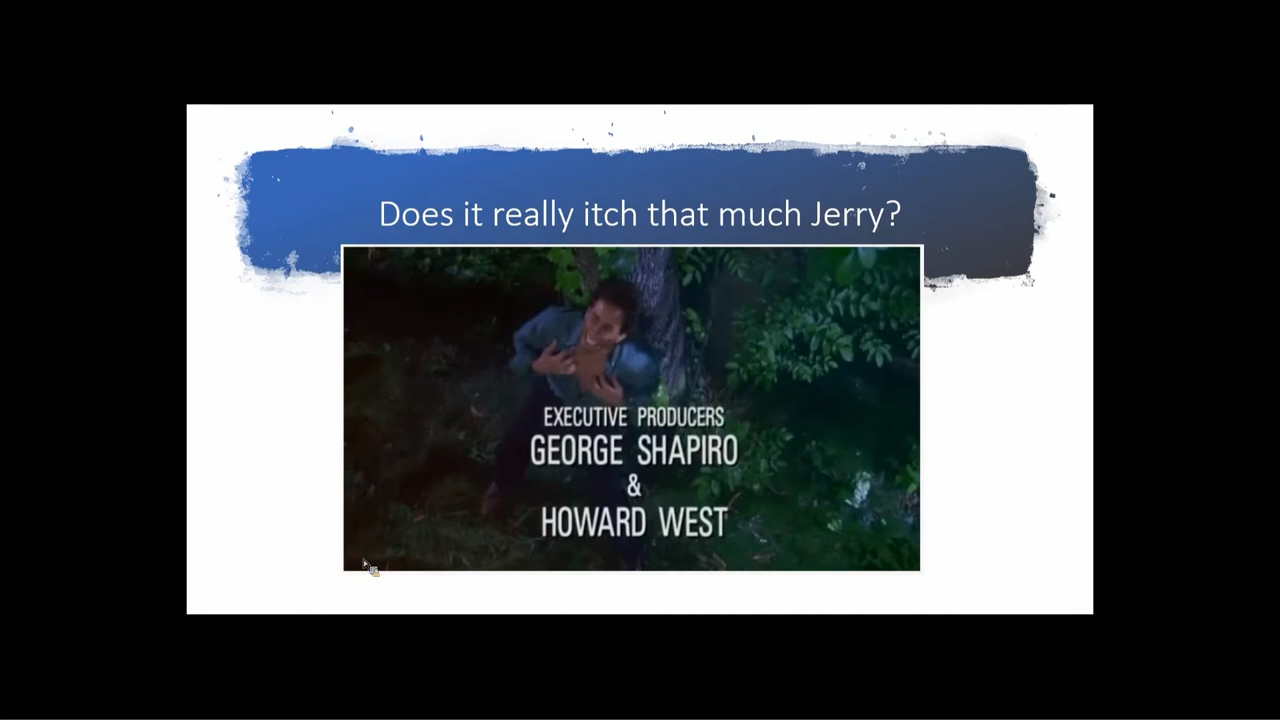 Does it really itch that much Jerry?
EXECUTIVE PRODUCERS
GEORGE SHAPIRO
&
HOWARD WEST